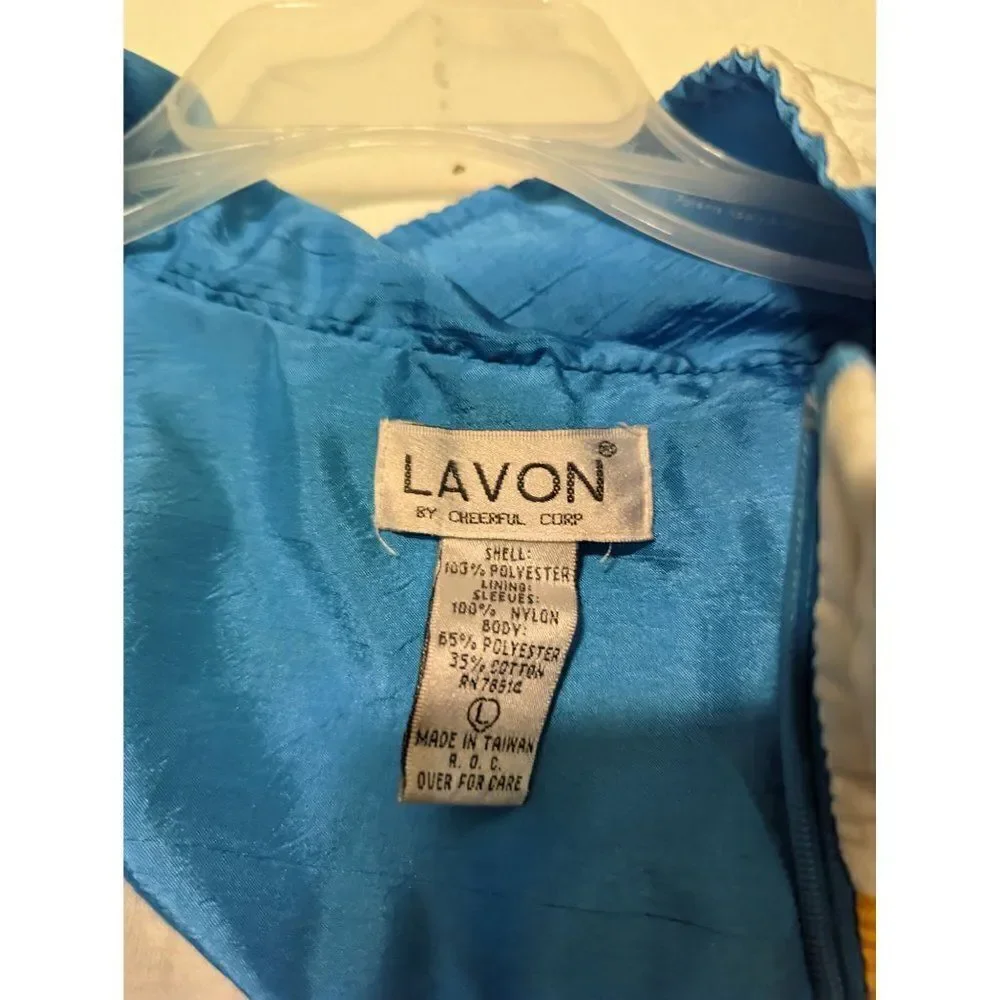 LAVON®
BY CHEERFUL CORP
SHELL:
100% POLYESTER
LINING:
SLEEVES:
100% NYLON
BODY:
65% POLYESTER
35% COTTON
L
MADE IN TAIWAN
R. O. C.
OVER FOR CARE